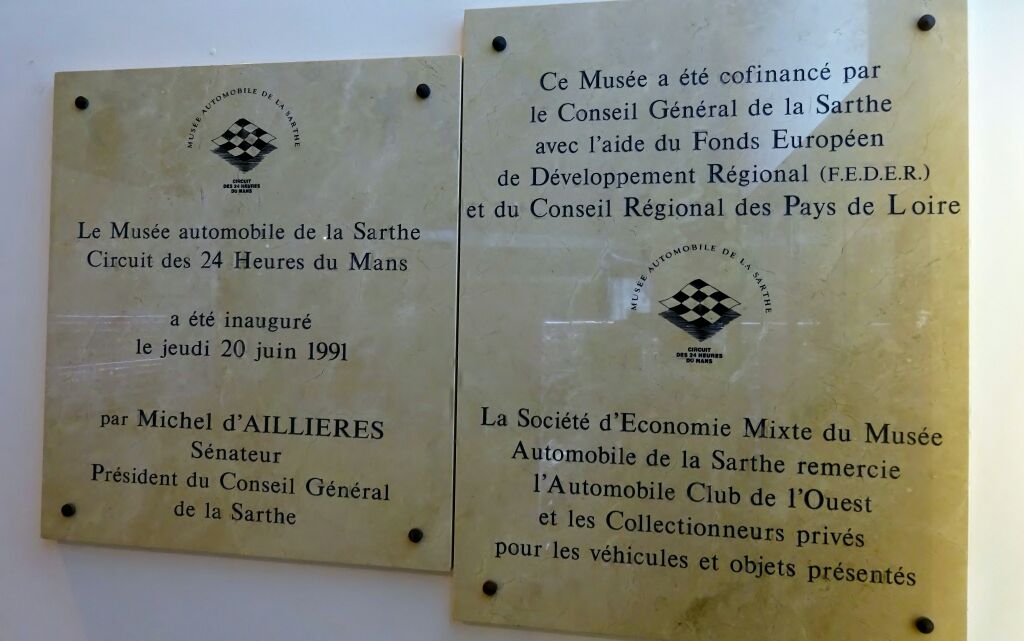 MUSÉE AUTOMOBILE DE LA SARTHE
CIRCUIT
DES 24 HEURES
DU MANS
Le Musée automobile de la Sarthe
Circuit des 24 Heures du Mans
a été inauguré
le jeudi 20 juin 1991
par Michel d'AILLIERES
Sénateur
Président du Conseil Général
de la Sarthe
Ce Musée a été cofinancé par
le Conseil Général de la Sarthe
avec l'aide du Fonds Européen
de Développement Régional (F.E.D.E.R.)
et du Conseil Régional des Pays de Loire
MUSÉE AUTOMOBILE DE LA SARTHE
CIRCUIT
DES 24 HEURES
DU MANS
La Société d'Economie Mixte du Musée
Automobile de la Sarthe remercie
l'Automobile Club de l'Ouest
et les Collectionneurs privés
pour les véhicules et objets présentés